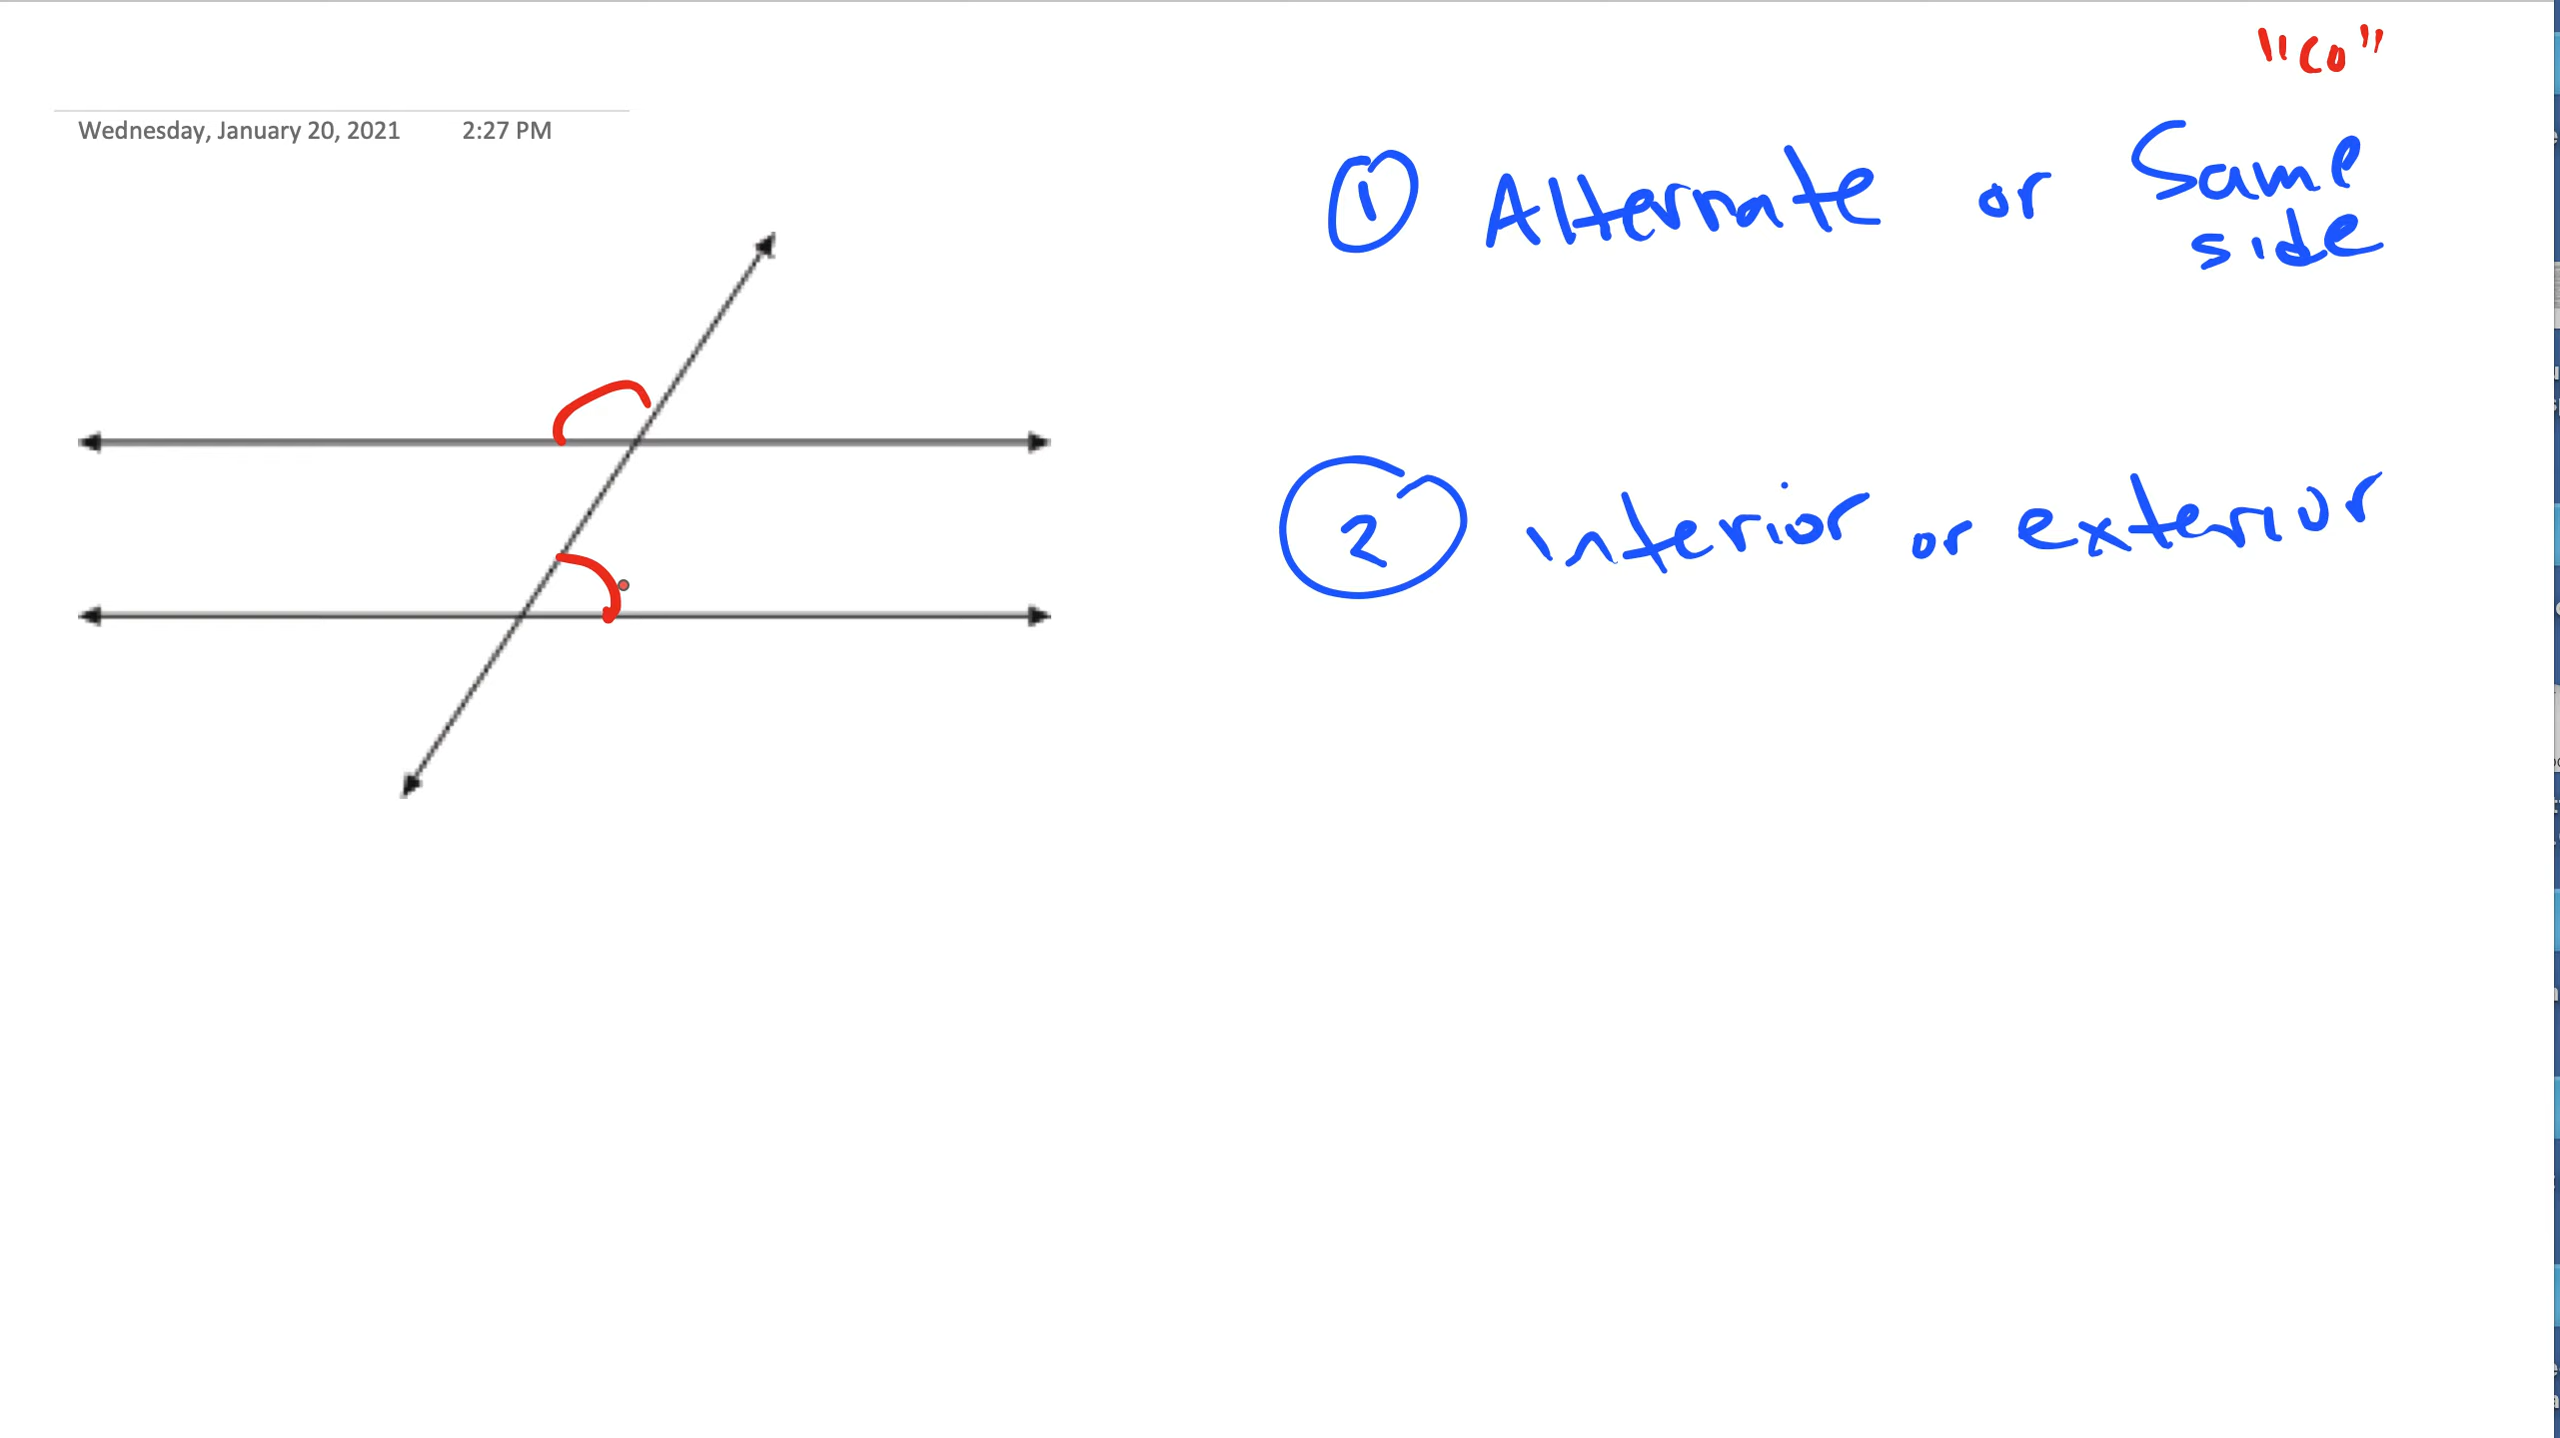 "co"
Wednesday, January 20, 2021 2:27 PM
① Alternate or Same
side
② interior or exterior